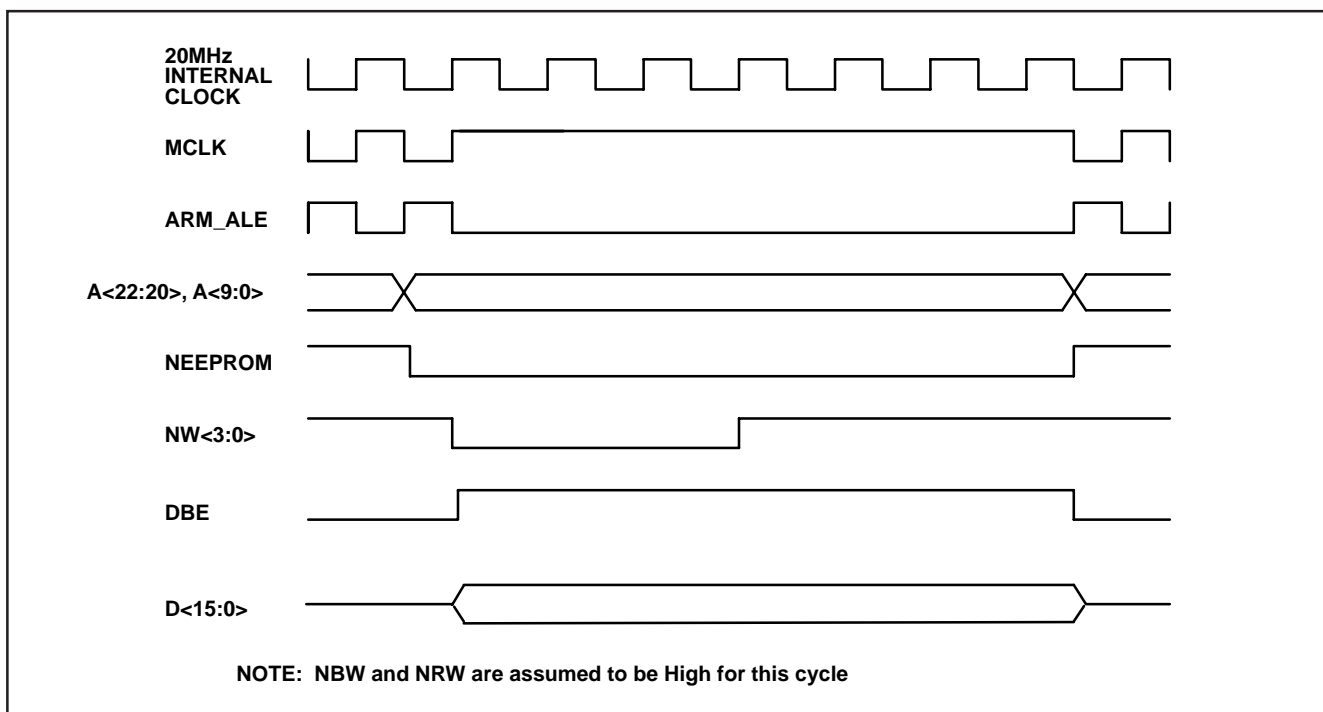 20MHz
INTERNAL
CLOCK
MCLK
ARM_ALE
A<22:20>, A<9:0>
NEEPROM
NW<3:0>
DBE
D<15:0>
NOTE: NBW and NRW are assumed to be High for this cycle